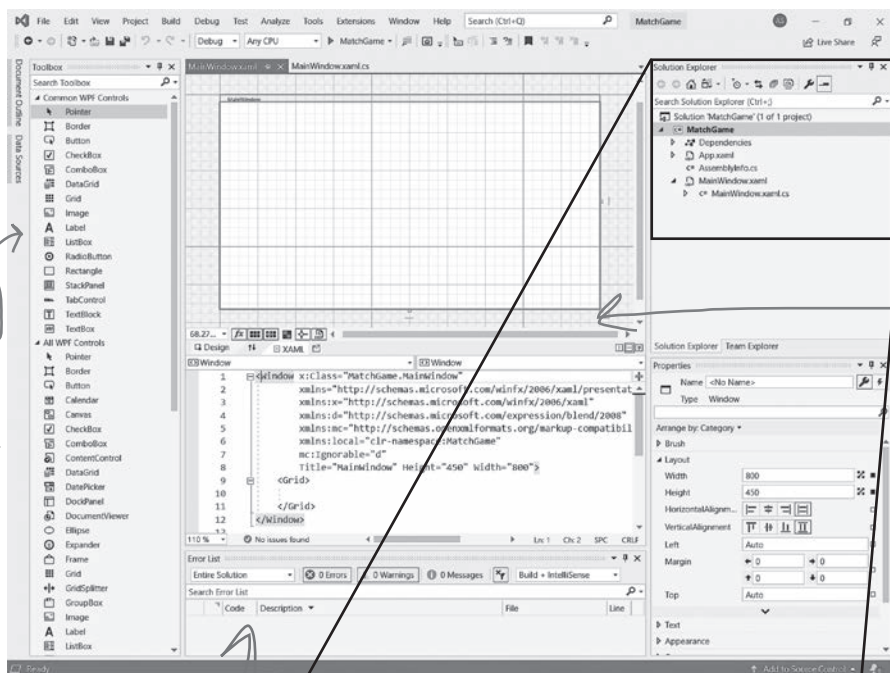 File Edit View Project Build Debug Test Analyze Tools Extensions Window Help Search (Ctrl+Q) MatchGame
Debug Any CPU MatchGame Live Share
Document Outline
Data Sources
Toolbox
Search Toolbox
Common WPF Controls
Pointer
Border
Button
CheckBox
ComboBox
DataGrid
Grid
Image
Label
ListBox
RadioButton
Rectangle
StackPanel
TabControl
TextBlock
TextBox
All WPF Controls
Pointer
Border
Button
Calendar
Canvas
CheckBox
ComboBox
ContentControl
DataGrid
DatePicker
DockPanel
DocumentViewer
Ellipse
Expander
Frame
Grid
GridSplitter
GroupBox
Image
Label
ListBox
MainWindow.xaml MainWindow.xaml.cs
MainWindow
68.27...
Design XAML
Window Window
1 <Window x:Class="MatchGame.MainWindow"
2 xmlns="http://schemas.microsoft.com/winfx/2006/xaml/presentat
3 xmlns:x="http://schemas.microsoft.com/winfx/2006/xaml"
4 xmlns:d="http://schemas.microsoft.com/expression/blend/2008"
5 xmlns:mc="http://schemas.openxmlformats.org/markup-compatibil
6 xmlns:local="clr-namespace:MatchGame"
7 mc:Ignorable="d"
8 Title="MainWindow" Height="450" Width="800">
9 <Grid>
10
11 </Grid>
12 </Window>
13
110 % No issues found Ln: 1 Ch: 2 SPC CRLF
Error List
Entire Solution 0 Errors 0 Warnings 0 Messages Build + IntelliSense
Search Error List
Code Description File Line
Solution Explorer
Search Solution Explorer (Ctrl+;)
Solution 'MatchGame' (1 of 1 project)
MatchGame
Dependencies
App.xaml
AssemblyInfo.cs
MainWindow.xaml
MainWindow.xaml.cs
Solution Explorer Team Explorer
Properties
Name <No Name>
Type Window
Arrange by: Category
Brush
Layout
Width 800
Height 450
HorizontalAlignm...
VerticalAlignment
Left Auto
Margin 0 0
0 0
Top Auto
Text
Appearance
Ready Add to Source Control